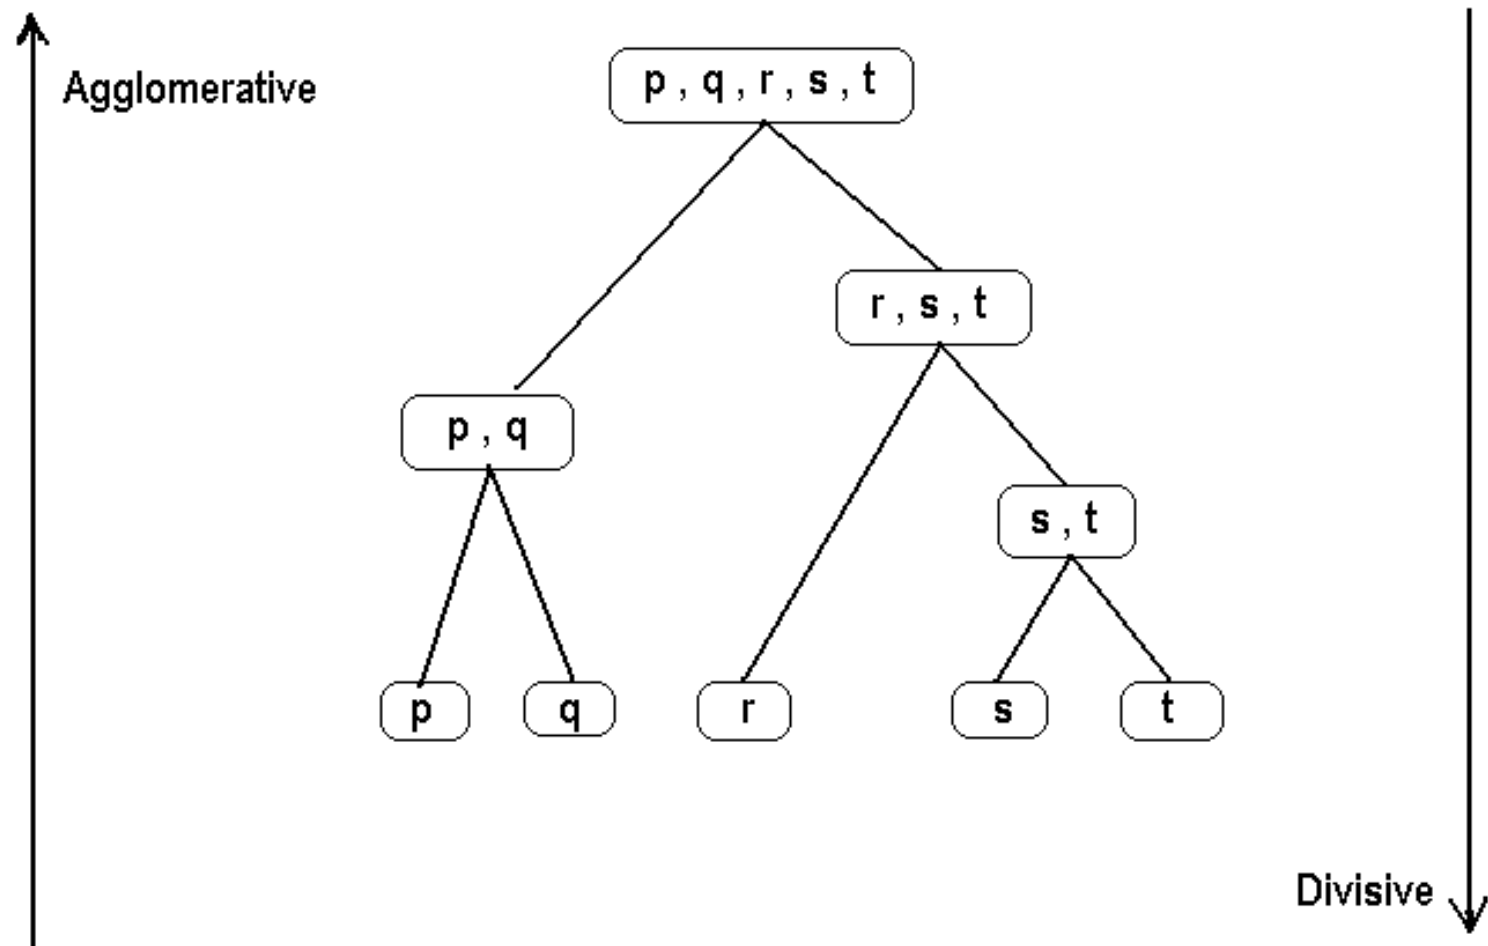 Agglomerative
p , q , r , s , t
r , s , t
p , q
s , t
p
q
r
s
t
Divisive